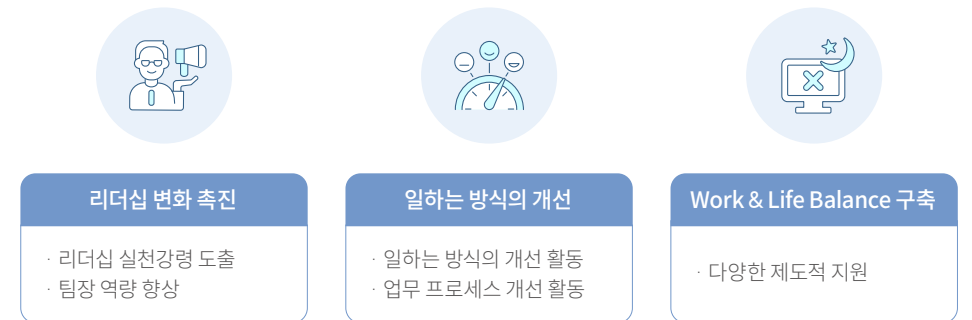 리더십 변화 촉진
· 리더십 실천강령 도출
· 팀장 역량 향상
일하는 방식의 개선
· 일하는 방식의 개선 활동
· 업무 프로세스 개선 활동
Work & Life Balance 구축
· 다양한 제도적 지원